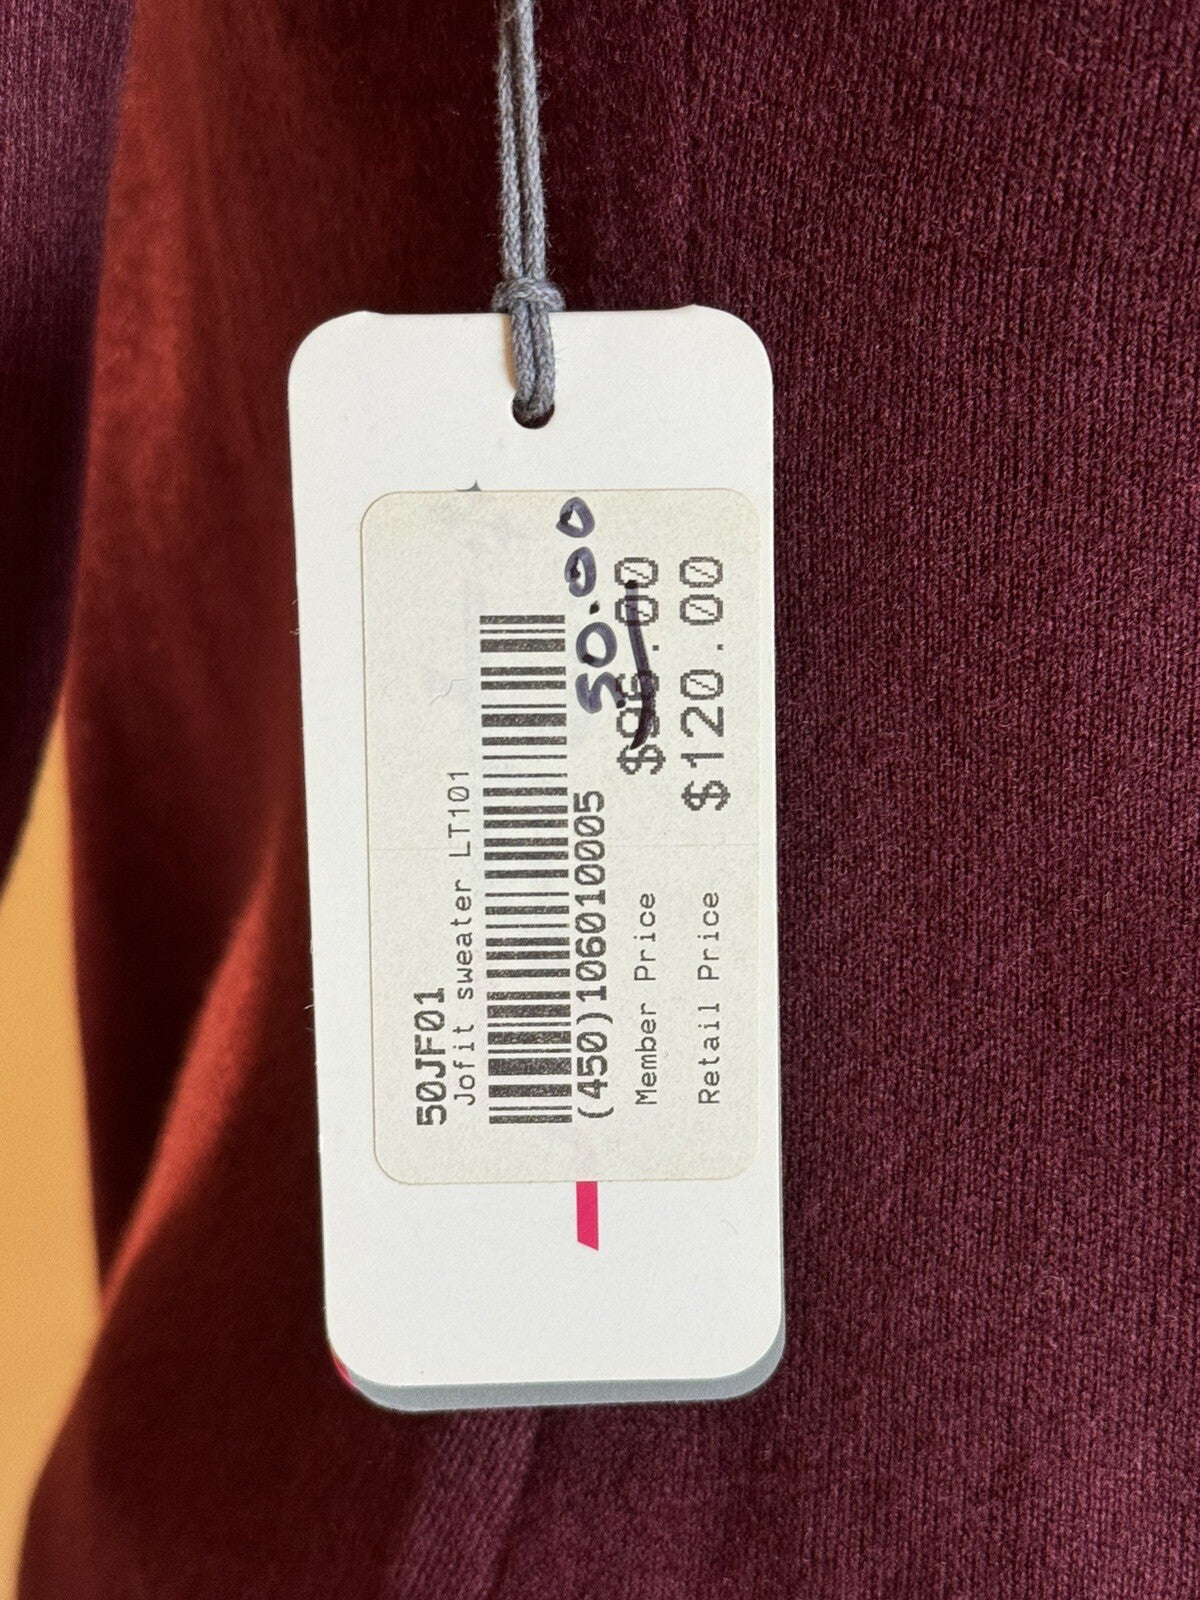 50JF01
Jofit sweater LT101
(450)106010005
50.00
Member Price $96.00
Retail Price $120.00